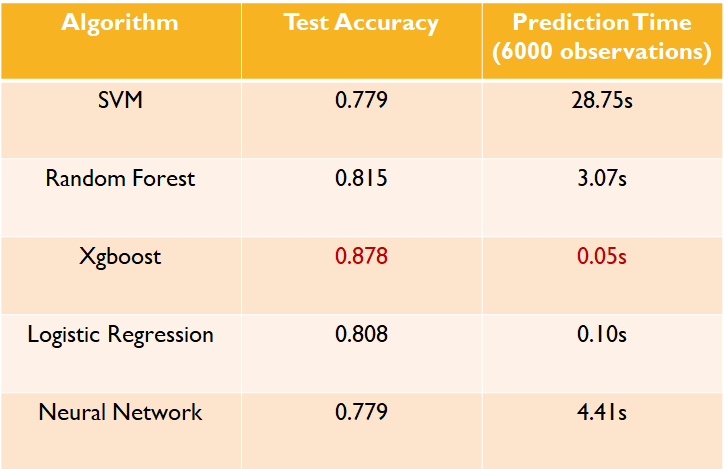 Algorithm Test Accuracy Prediction Time
(6000 observations)
SVM 0.779 28.75s
Random Forest 0.815 3.07s
Xgboost 0.878 0.05s
Logistic Regression 0.808 0.10s
Neural Network 0.779 4.41s